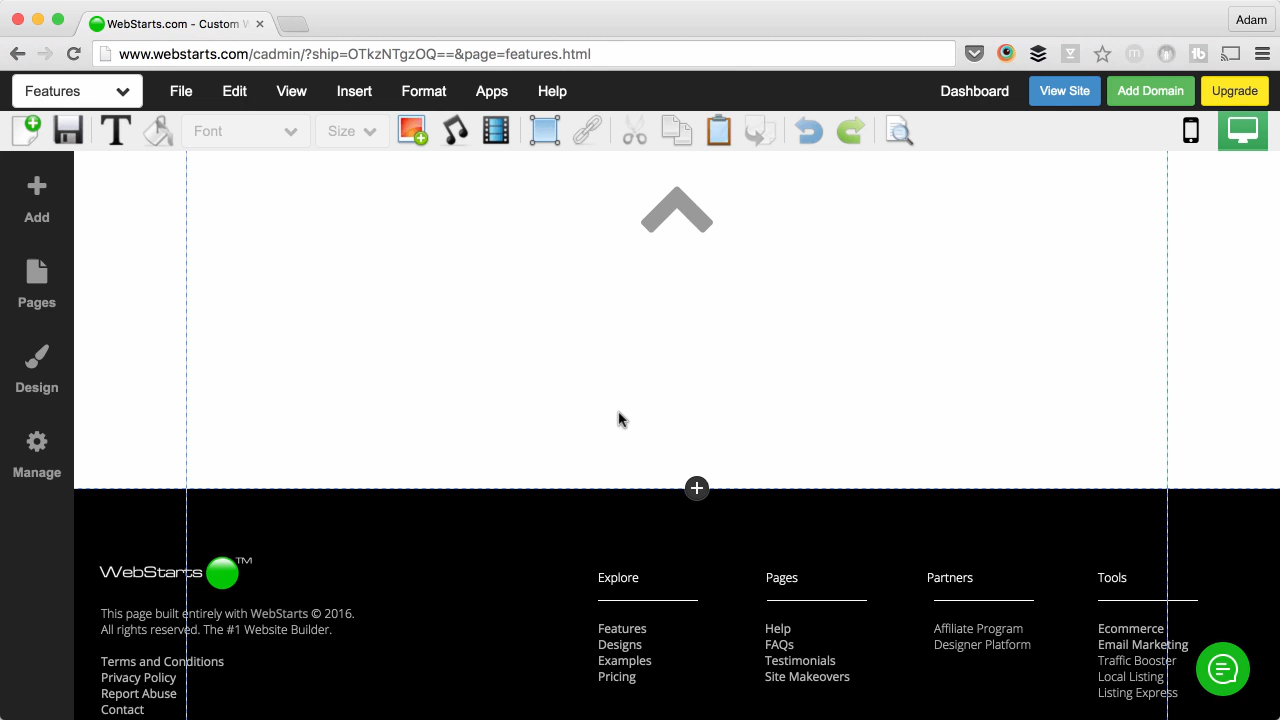 WebStarts.com - Custom W
Adam
www.webstarts.com/cadmin/?ship=OTkzNTgzOQ==&page=features.html
Features File Edit View Insert Format Apps Help Dashboard View Site Add Domain Upgrade
T Font Size
Add
Pages
Design
Manage
WebStarts TM
This page built entirely with WebStarts © 2016.
All rights reserved. The #1 Website Builder.
Terms and Conditions
Privacy Policy
Report Abuse
Contact
Explore
Features
Designs
Examples
Pricing
Pages
Help
FAQs
Testimonials
Site Makeovers
Partners
Affiliate Program
Designer Platform
Tools
Ecommerce
Email Marketing
Traffic Booster
Local Listing
Listing Express